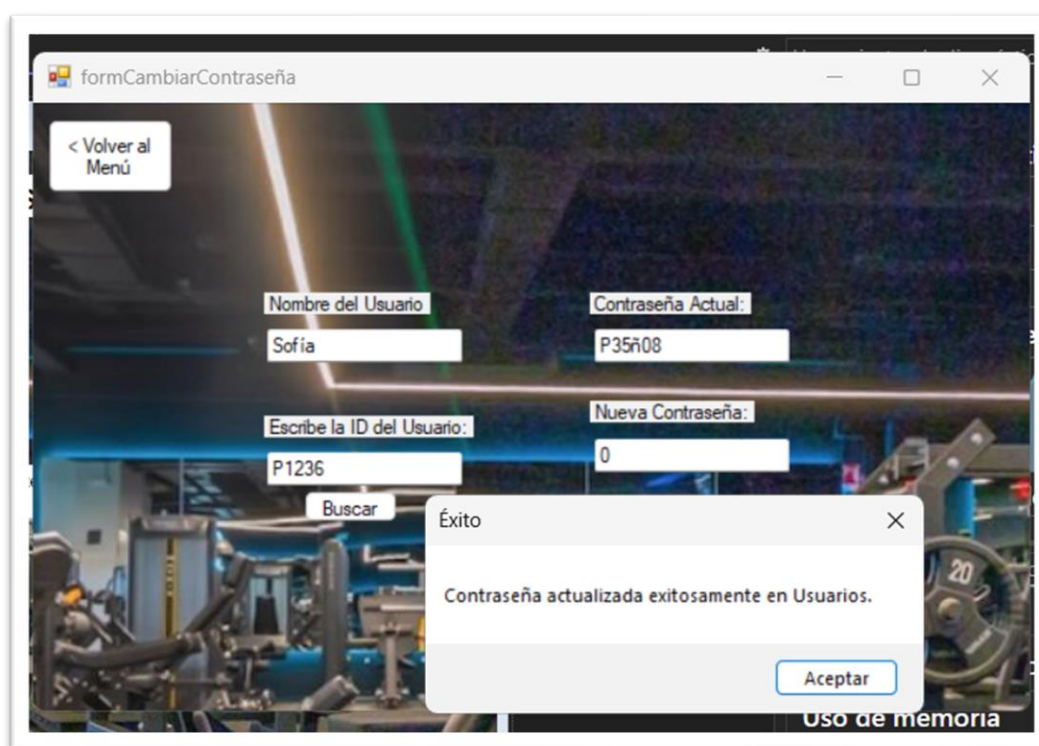 formCambiarContraseña
< Volver al
Menú
Nombre del Usuario
Contraseña Actual:
Sofía
P35ñ08
Escribe la ID del Usuario:
Nueva Contraseña:
P1236
0
Buscar
Éxito
Contraseña actualizada exitosamente en Usuarios.
Aceptar
20
Uso de memoria